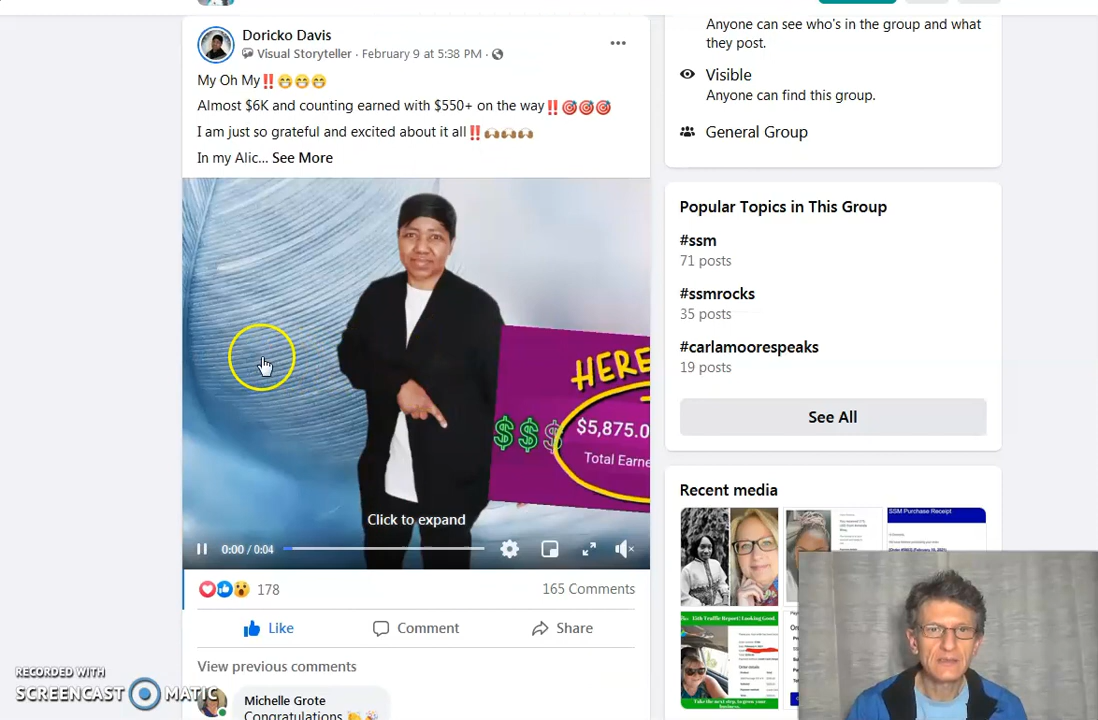 Doricko Davis
Visual Storyteller · February 9 at 5:38 PM ·
My Oh My‼️😁😁😁
Almost $6K and counting earned with $550+ on the way‼️🎯🎯🎯
I am just so grateful and excited about it all‼️🙌🏽🙌🏽🙌🏽
In my Alic... See More
HERE
$5,875.0
Total Earne
Click to expand
0:00 / 0:04
178
165 Comments
Like
Comment
Share
View previous comments
Michelle Grote
Congratulations
Anyone can see who's in the group and what
they post.
Visible
Anyone can find this group.
General Group
Popular Topics in This Group
#ssm
71 posts
#ssmrocks
35 posts
#carlamoorespeaks
19 posts
See All
Recent media
SSM Purchase Receipt
RECORDED WITH
SCREENCAST MATIC